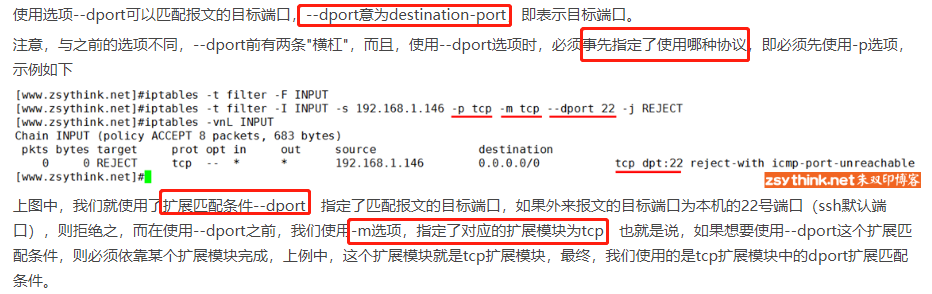 使用选项--dport可以匹配报文的目标端口，--dport意为destination-port，即表示目标端口。
注意，与之前的选项不同，--dport前有两条"横杠"，而且，使用--dport选项时，必须事先指定了使用哪种协议，即必须先使用-p选项，
示例如下
[www.zsythink.net]#iptables -t filter -F INPUT
[www.zsythink.net]#iptables -t filter -I INPUT -s 192.168.1.146 -p tcp -m tcp --dport 22 -j REJECT
[www.zsythink.net]#iptables -vnL INPUT
Chain INPUT (policy ACCEPT 8 packets, 683 bytes)
pkts bytes target prot opt in out source destination
0 0 REJECT tcp -- * * 192.168.1.146 0.0.0.0/0 tcp dpt:22 reject-with icmp-port-unreachable
[www.zsythink.net]#
zsythink.net朱双印博客
上图中，我们就使用了扩展匹配条件--dport，指定了匹配报文的目标端口，如果外来报文的目标端口为本机的22号端口（ssh默认端
口），则拒绝之，而在使用--dport之前，我们使用-m选项，指定了对应的扩展模块为tcp，也就是说，如果想要使用--dport这个扩展匹
配条件，则必须依靠某个扩展模块完成，上例中，这个扩展模块就是tcp扩展模块，最终，我们使用的是tcp扩展模块中的dport扩展匹配
条件。